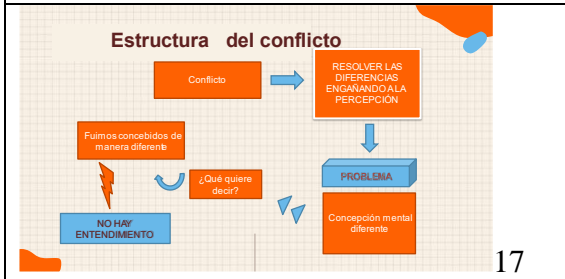 Estructura del conflicto
Conflicto
RESOLVER LAS
DIFERENCIAS
ENGAÑANDO A LA
PERCEPCIÓN
Fuimos concebidos de
manera diferente
¿Qué quiere
decir?
PROBLEMA
NO HAY
ENTENDIMIENTO
Concepción mental
diferente
17